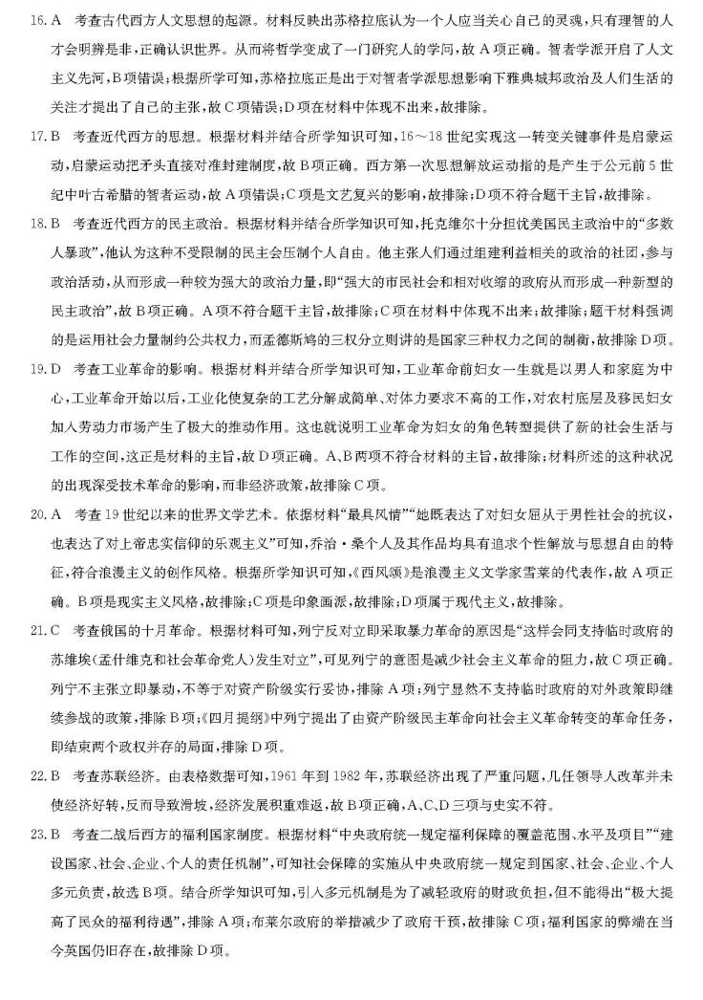 16. A 考查古代西方人文思想的起源。材料反映出苏格拉底认为一个人应当关心自己的灵魂,只有理智的人
才会明辨是非,正确认识世界。从而将哲学变成了一门研究人的学问,故 A 项正确。智者学派开启了人文
主义先河,B项错误;根据所学可知,苏格拉底正是出于对智者学派思想影响下雅典城邦政治及人们生活的
关注才提出了自己的主张,故 C 项错误;D 项在材料中体现不出来,故排除。
17. B 考查近代西方的思想。根据材料并结合所学知识可知,16～18 世纪实现这一转变关键事件是启蒙运
动,启蒙运动把矛头直接对准封建制度,故 B项正确。西方第一次思想解放运动指的是产生于公元前 5 世
纪中叶古希腊的智者运动,故 A 项错误;C 项是文艺复兴的影响,故排除;D 项不符合题干主旨,故排除。
18. B 考查近代西方的民主政治。根据材料并结合所学知识可知,托克维尔十分担忧美国民主政治中的“多数
人暴政”,他认为这种不受限制的民主会压制个人自由。他主张人们通过组建利益相关的政治的社团,参与
政治活动,从而形成一种较为强大的政治力量,即“强大的市民社会和相对收缩的政府从而形成一种新型的
民主政治”,故 B项正确。A 项不符合题干主旨,故排除;C 项在材料中体现不出来;故排除;题干材料强调
的是运用社会力量制约公共权力,而孟德斯鸠的三权分立则讲的是国家三种权力之间的制衡,故排除 D 项。
19. D 考查工业革命的影响。根据材料并结合所学知识可知,工业革命前妇女一生就是以男人和家庭为中
心,工业革命开始以后,工业化使复杂的工艺分解成简单、对体力要求不高的工作,对农村底层及移民妇女
加入劳动力市场产生了极大的推动作用。这也就说明工业革命为妇女的角色转型提供了新的社会生活与
工作的空间,这正是材料的主旨,故 D 项正确。A、B 两项不符合材料的主旨,故排除;材料所述的这种状况
的出现深受技术革命的影响,而非经济政策,故排除 C 项。
20. A 考查 19 世纪以来的世界文学艺术。依据材料“最具风情”“她既表达了对妇女屈从于男性社会的抗议,
也表达了对上帝忠实信仰的乐观主义”可知,乔治·桑个人及其作品均具有追求个性解放与思想自由的特
征,符合浪漫主义的创作风格。根据所学知识可知,《西风颂》是浪漫主义文学家雪莱的代表作,故 A 项正
确。B 项是现实主义风格,故排除;C 项是印象画派,故排除;D 项属于现代主义,故排除。
21. C 考查俄国的十月革命。根据材料可知,列宁反对立即采取暴力革命的原因是“这样会同支持临时政府的
苏维埃(孟什维克和社会革命党人)发生对立”,可见列宁的意图是减少社会主义革命的阻力,故 C 项正确。
列宁不主张立即暴动,不等于对资产阶级实行妥协,排除 A 项;列宁显然不支持临时政府的对外政策即继
续参战的政策,排除 B 项;《四月提纲》中列宁提出了由资产阶级民主革命向社会主义革命转变的革命任务,
即结束两个政权并存的局面,排除 D 项。
22. B 考查苏联经济。由表格数据可知,1961 年到 1982 年,苏联经济出现了严重问题,几任领导人改革并未
使经济好转,反而导致滑坡,经济发展积重难返,故 B项正确,A、C、D 三项与史实不符。
23. B 考查二战后西方的福利国家制度。根据材料“中央政府统一规定福利保障的覆盖范围、水平及项目”“建
设国家、社会、企业、个人的责任机制”,可知社会保障的实施从中央政府统一规定到国家、社会、企业、个人
多元负责,故选 B项。结合所学知识可知,引入多元机制是为了减轻政府的财政负担,但不能得出“极大提
高了民众的福利待遇”,排除 A 项;布莱尔政府的举措减少了政府干预,故排除 C 项;福利国家的弊端在当
今英国仍旧存在,故排除 D 项。